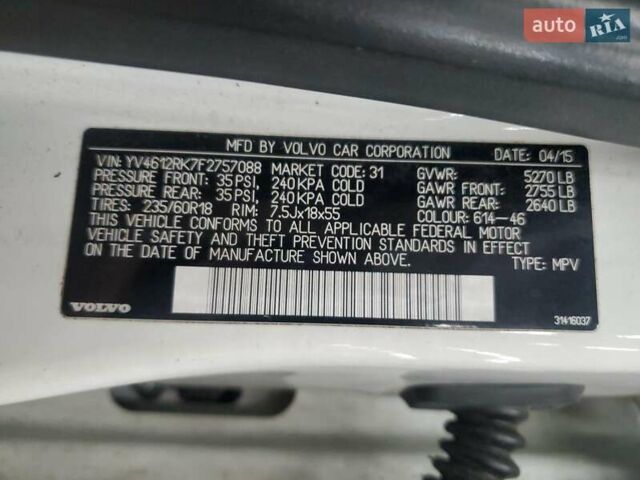 auto RIA.com
MFD BY VOLVO CAR CORPORATION DATE: 04/15
VIN: YV4612RK7F2757088 MARKET CODE: 31 GVWR: 5270 LB
PRESSURE FRONT: 35 PSI, 240 KPA COLD GAWR FRONT: 2755 LB
PRESSURE REAR: 35 PSI, 240 KPA COLD GAWR REAR: 2640 LB
TIRES: 235/60R18 RIM: 7.5Jx18x55 COLOUR: 614-46
THIS VEHICLE CONFORMS TO ALL APPLICABLE FEDERAL MOTOR
VEHICLE SAFETY AND THEFT PREVENTION STANDARDS IN EFFECT
ON THE DATE OF MANUFACTURE SHOWN ABOVE. TYPE: MPV
VOLVO 31416037